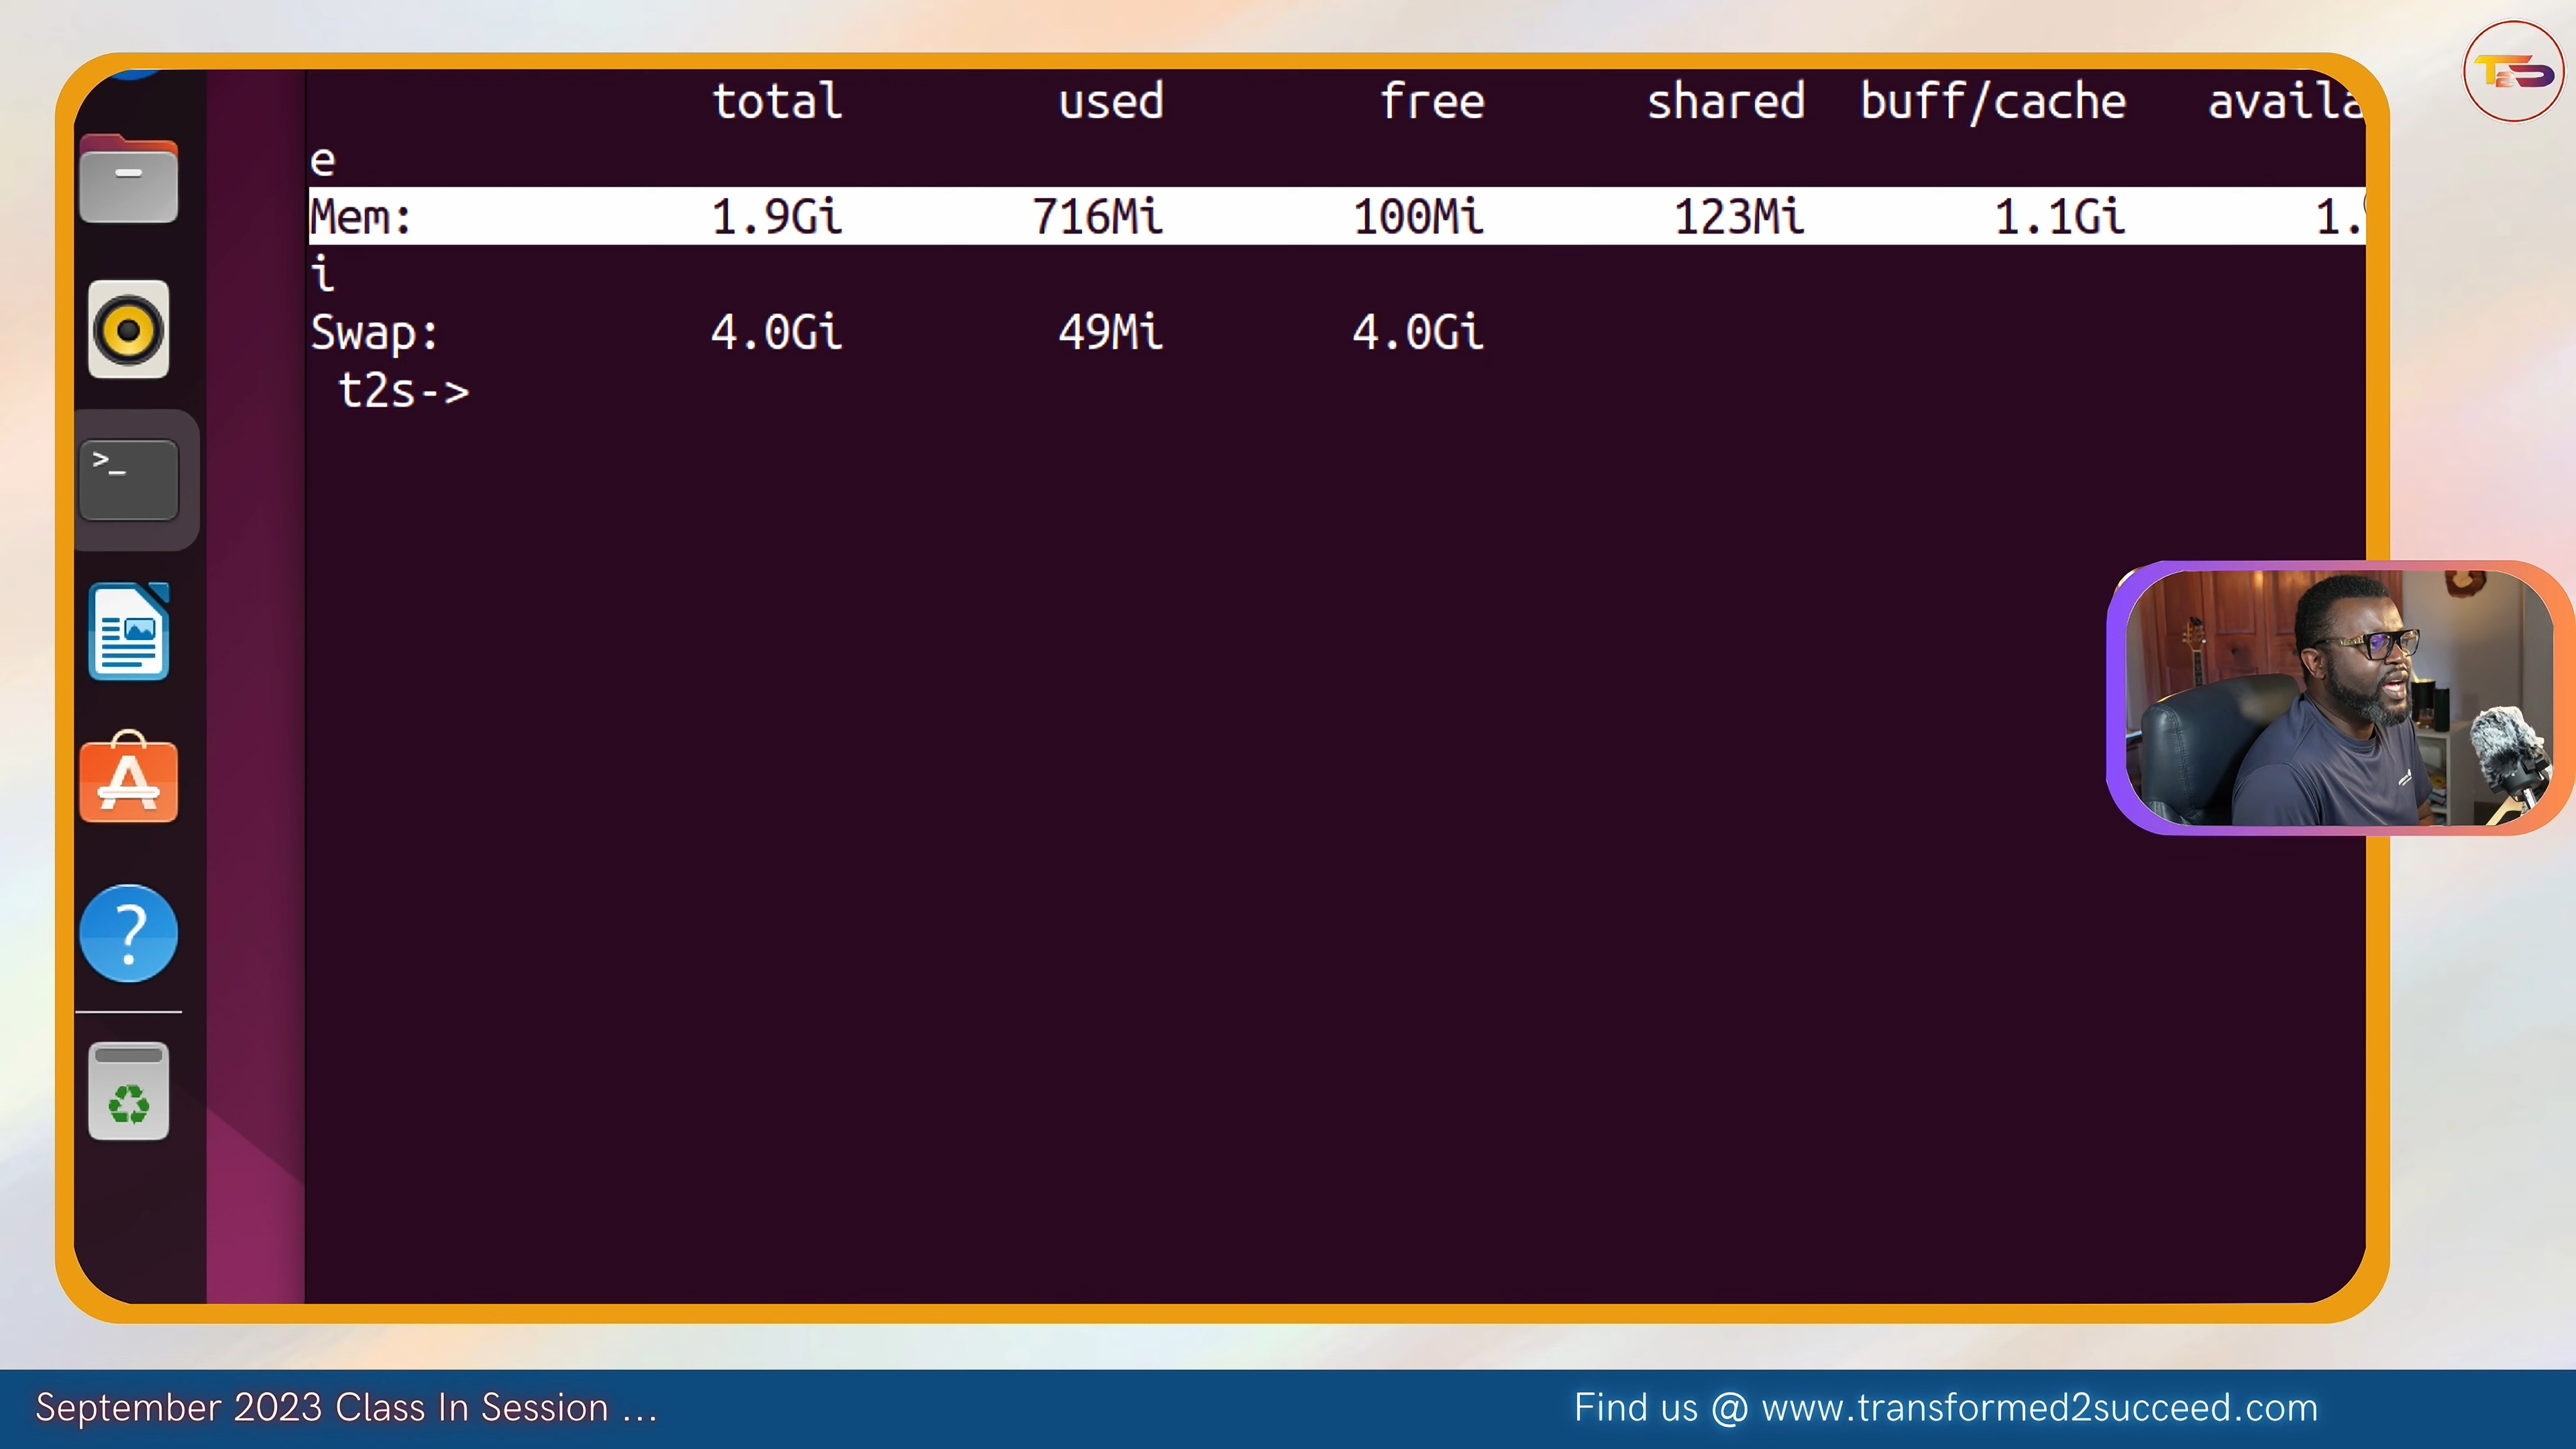 total used free shared buff/cache availa
e
Mem: 1.9Gi 716Mi 100Mi 123Mi 1.1Gi 1.
i
Swap: 4.0Gi 49Mi 4.0Gi
t2s->
>_
?
T2S
September 2023 Class In Session ...
Find us @ www.transformed2succeed.com